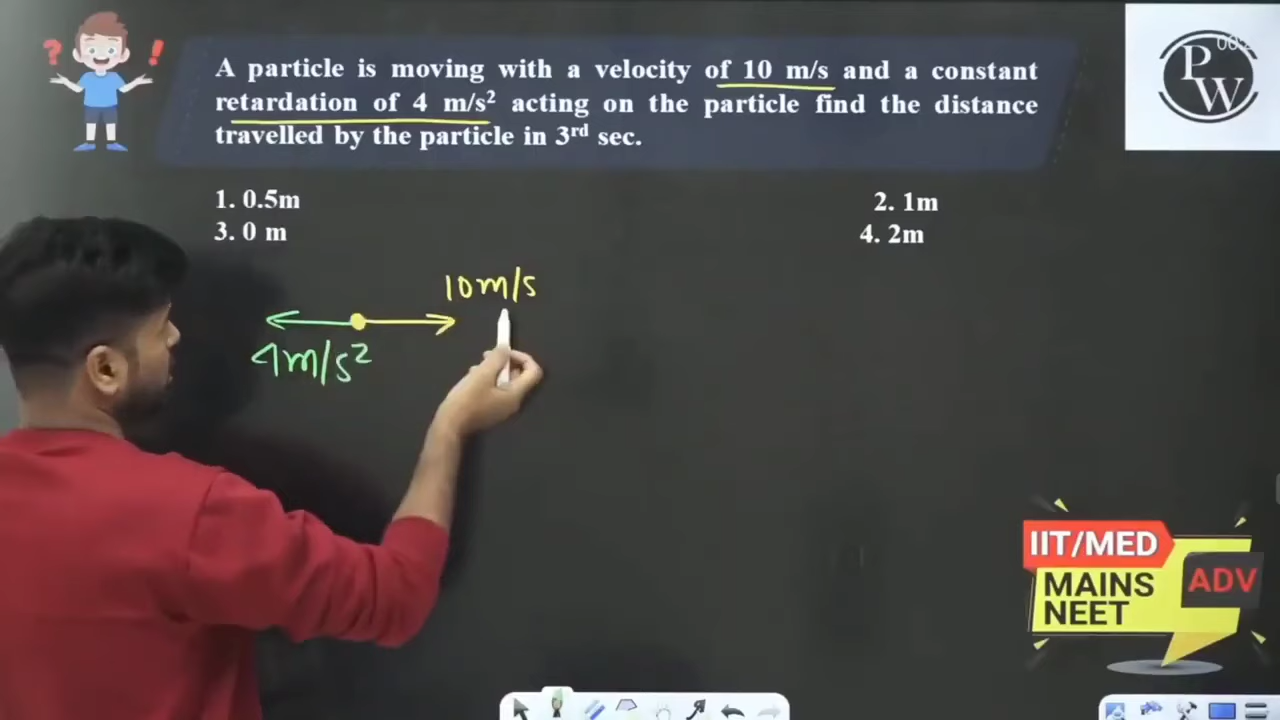 A particle is moving with a velocity of 10 m/s and a constant
retardation of 4 m/s² acting on the particle find the distance
travelled by the particle in 3rd sec.
1. 0.5m
2. 1m
3. 0 m
4. 2m
10m/s
4m/s²
PW
IIT/MED
MAINS
NEET
ADV